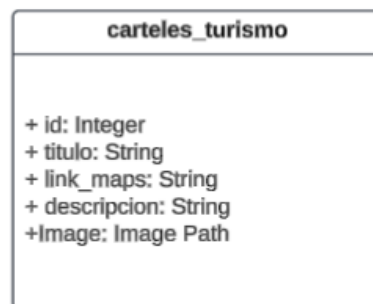 carteles_turismo
+ id: Integer
+ titulo: String
+ link_maps: String
+ descripcion: String
+Image: Image Path